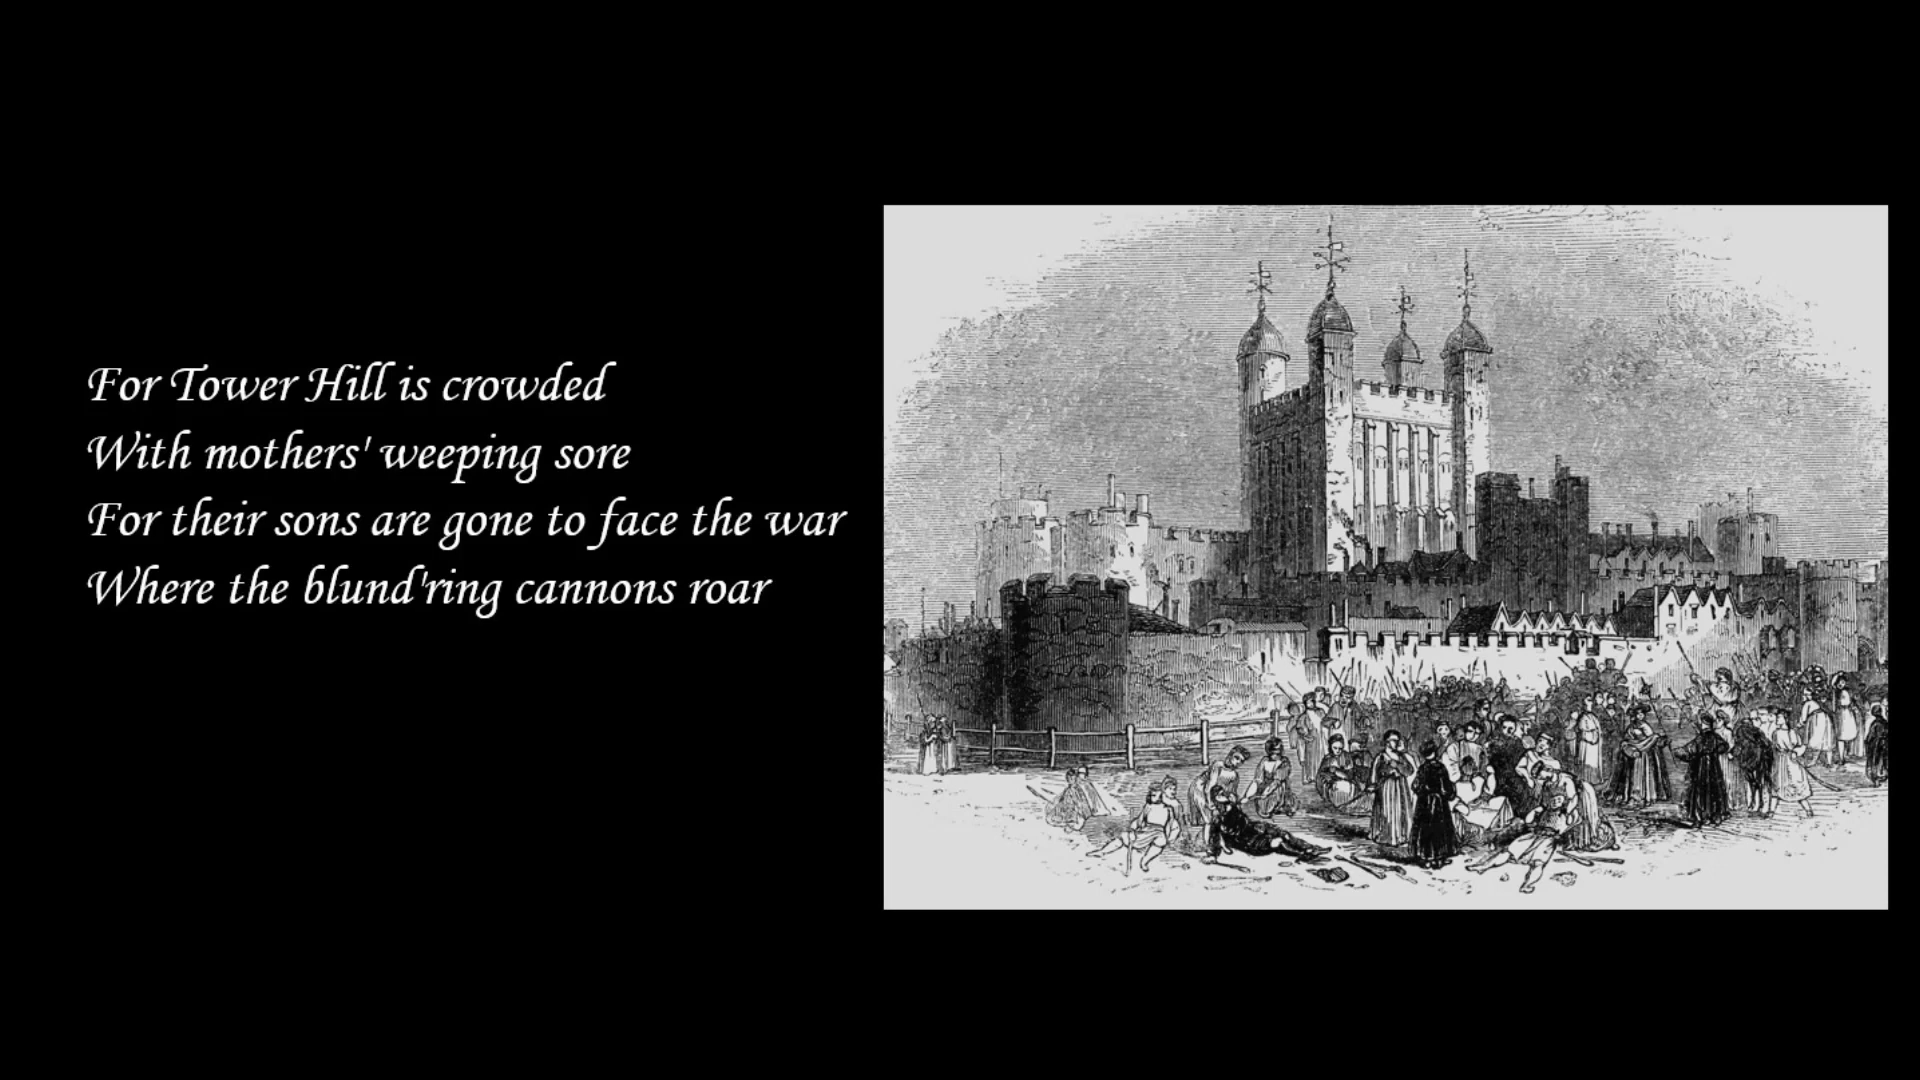 For Tower Hill is crowded
With mothers' weeping sore
For their sons are gone to face the war
Where the blund'ring cannons roar